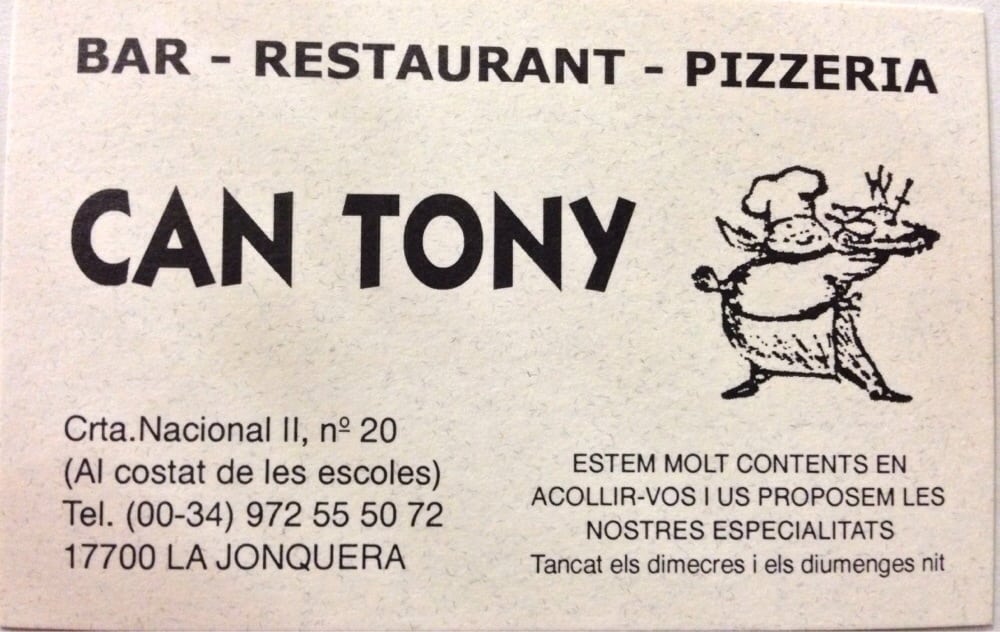 BAR - RESTAURANT - PIZZERIA
CAN TONY
Crta.Nacional II, nº 20
(Al costat de les escoles)
Tel. (00-34) 972 55 50 72
17700 LA JONQUERA
ESTEM MOLT CONTENTS EN
ACOLLIR-VOS I US PROPOSEM LES
NOSTRES ESPECIALITATS
Tancat els dimecres i els diumenges nit